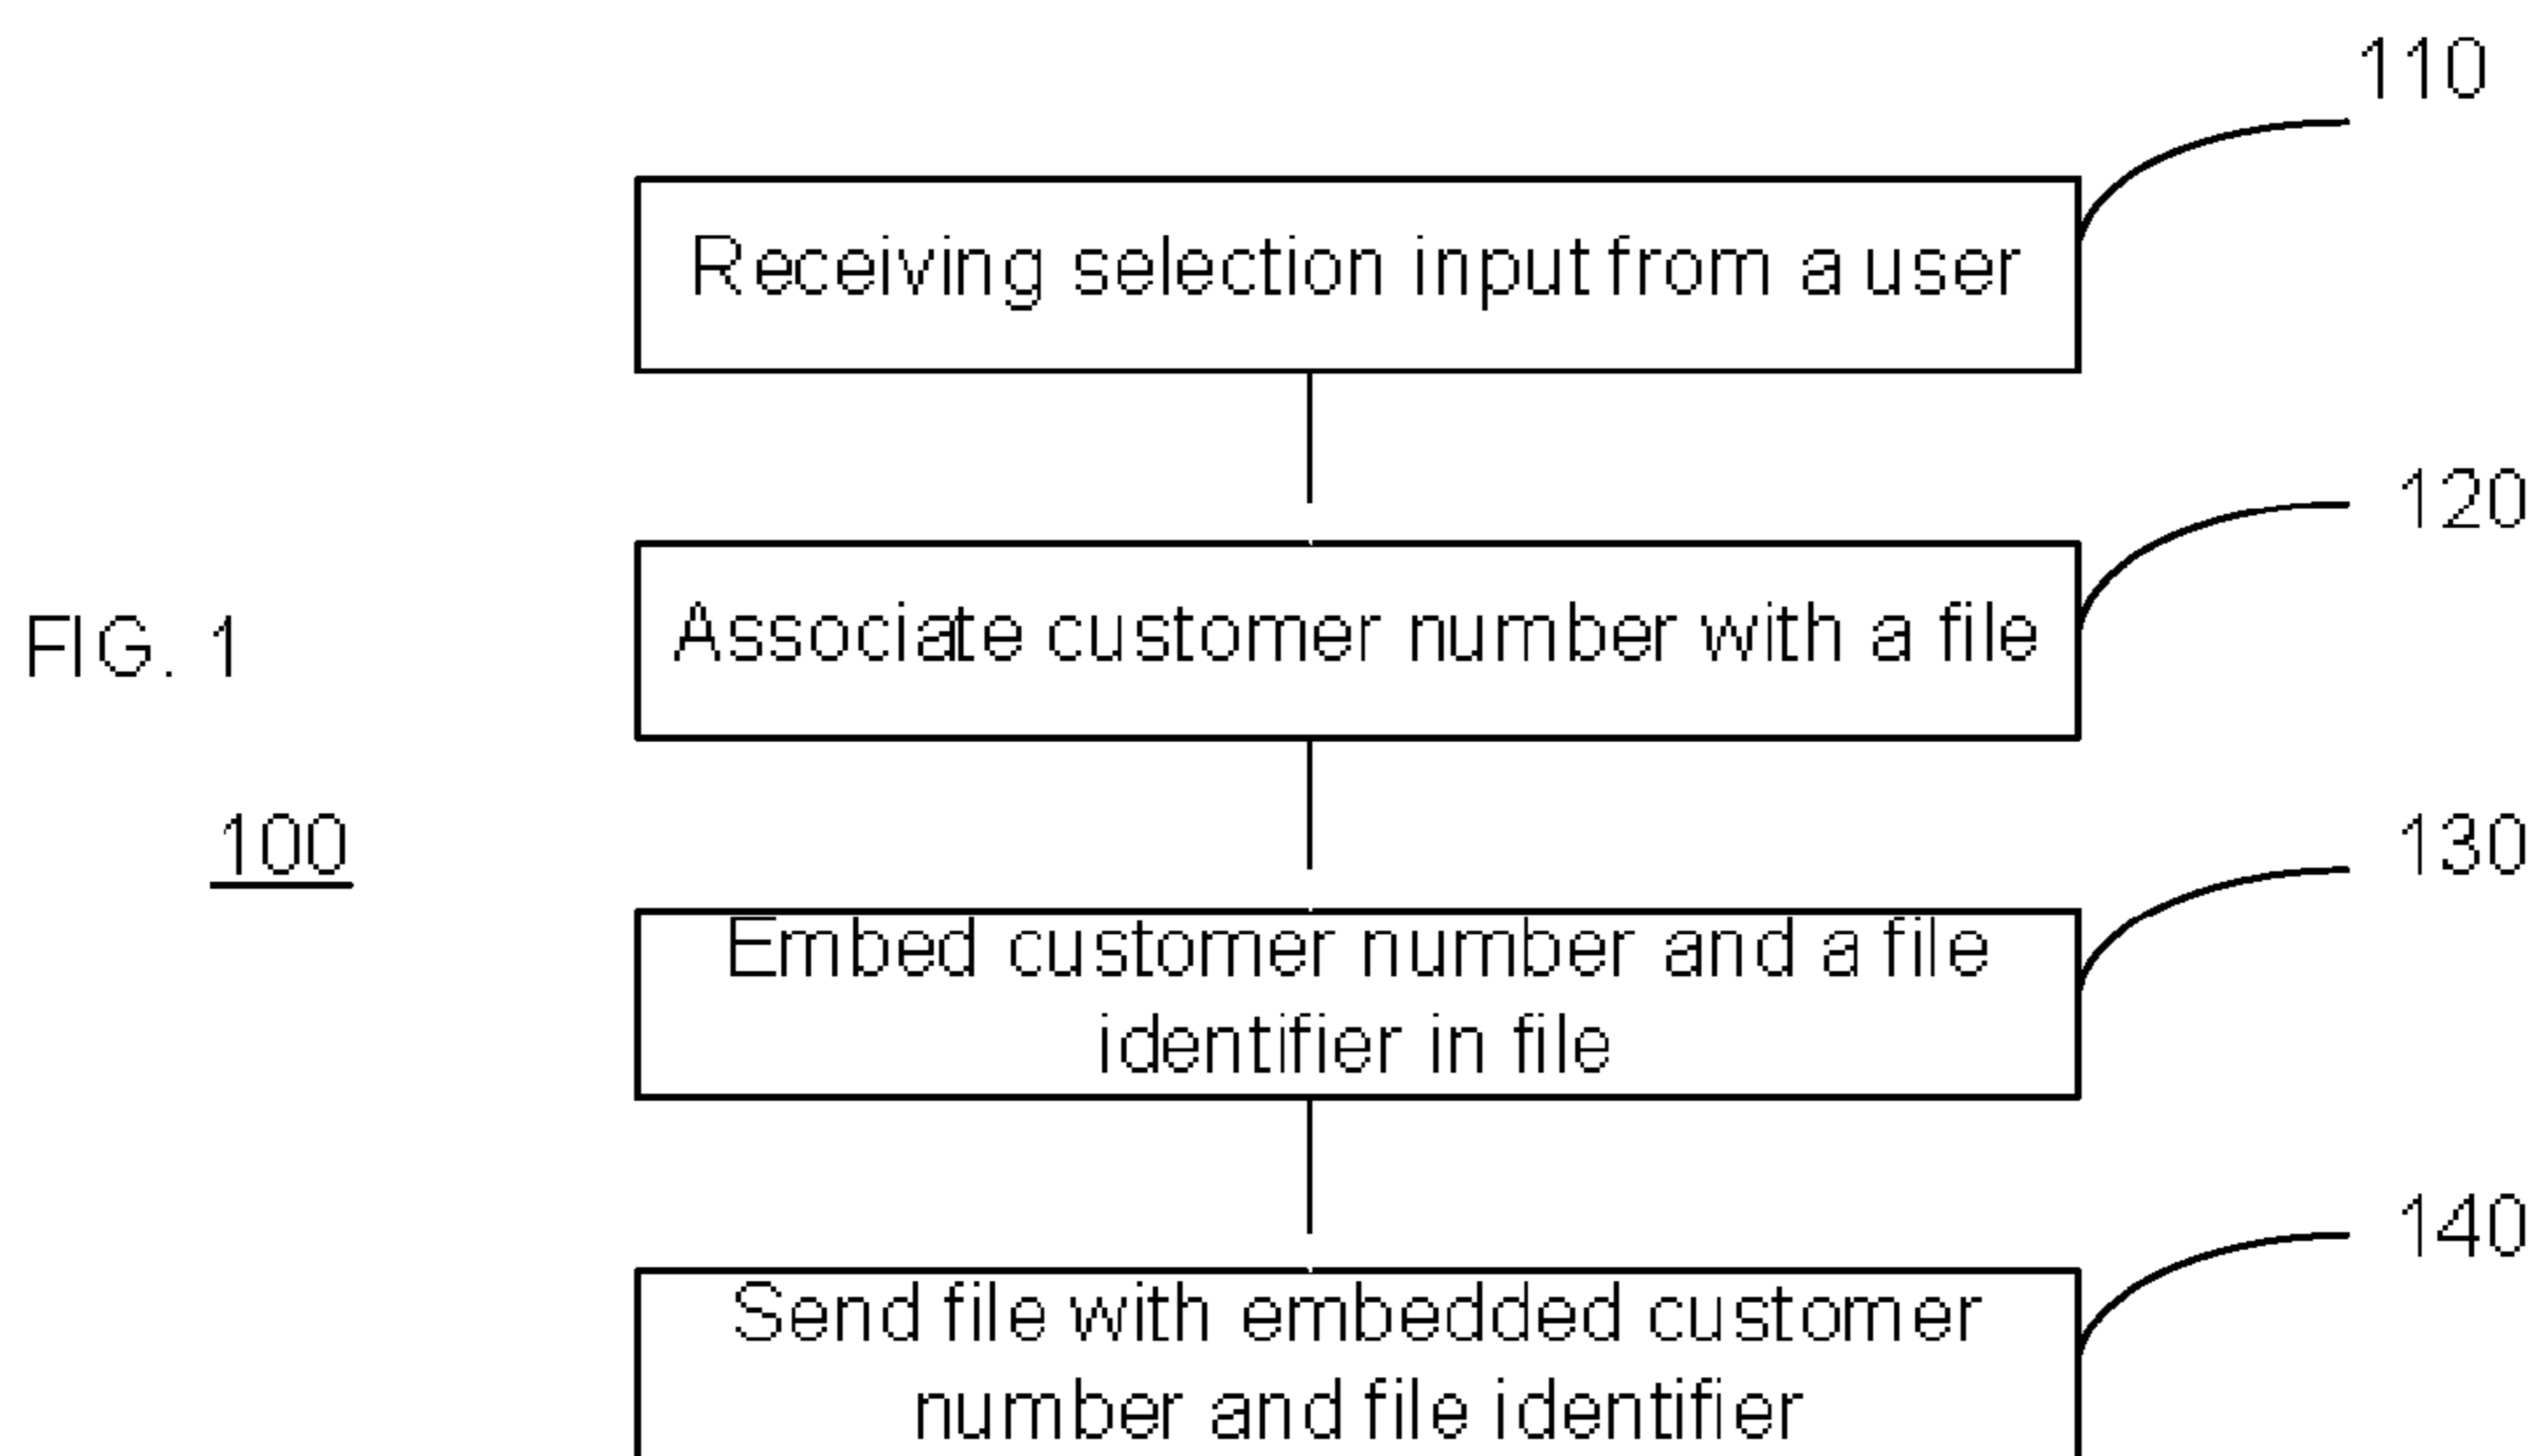 110
Receiving selection input from a user
120
Associate customer number with a file
FIG. 1
100
130
Embed customer number and a file
identifier in file
140
Send file with embedded customer
number and file identifier